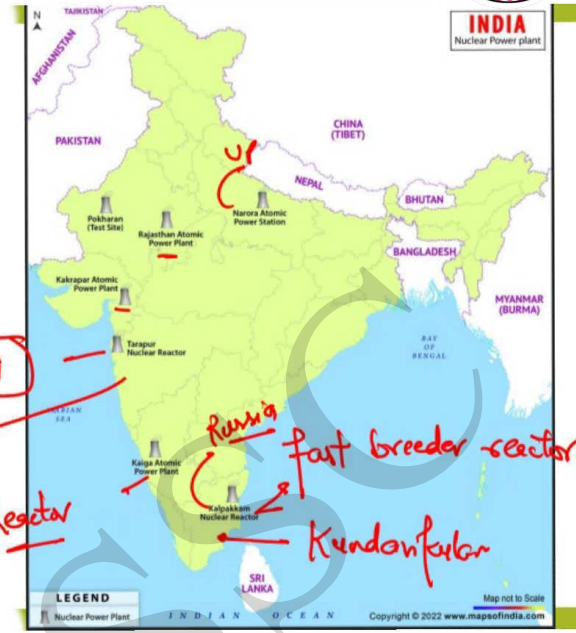 N
TAJIKISTAN
AFGHANISTAN
INDIA
Nuclear Power plant
CHINA
(TIBET)
PAKISTAN
UP
NEPAL
BHUTAN
Pokharan
(Test Site)
Rajasthan Atomic
Power Plant
Narora Atomic
Power Station
BANGLADESH
Kakrapar Atomic
Power Plant
MYANMAR
(BURMA)
Tarapur
Nuclear Reactor
BAY
OF
BENGAL
ARABIAN
SEA
Russia
fast breeder reactor
Kaiga Atomic
Power Plant
Kalpakkam
Nuclear Reactor
Reactor
SRI
LANKA
LEGEND
Nuclear Power Plant
INDIAN OCEAN
Map not to Scale
Copyright © 2022 www.mapsofindia.com